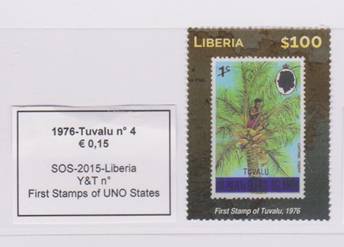 1976-Tuvalu n° 4
€ 0,15
SOS-2015-Liberia
Y&T n°
First Stamps of UNO States
LIBERIA $100
1c
TUVALU
First Stamp of Tuvalu, 1976